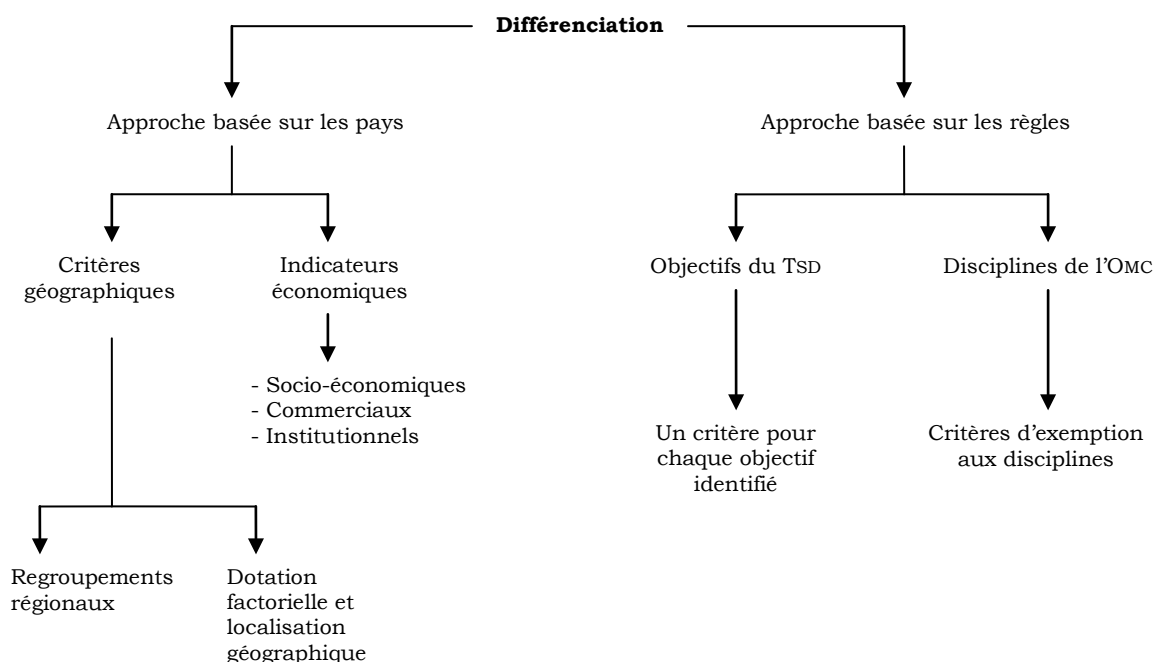 Différenciation
Approche basée sur les pays
Approche basée sur les règles
Critères
géographiques
Indicateurs
économiques
Objectifs du TSD
Disciplines de l’OMC
- Socio-économiques
- Commerciaux
- Institutionnels
Un critère pour
chaque objectif
identifié
Critères d’exemption
aux disciplines
Regroupements
régionaux
Dotation
factorielle et
localisation
géographique